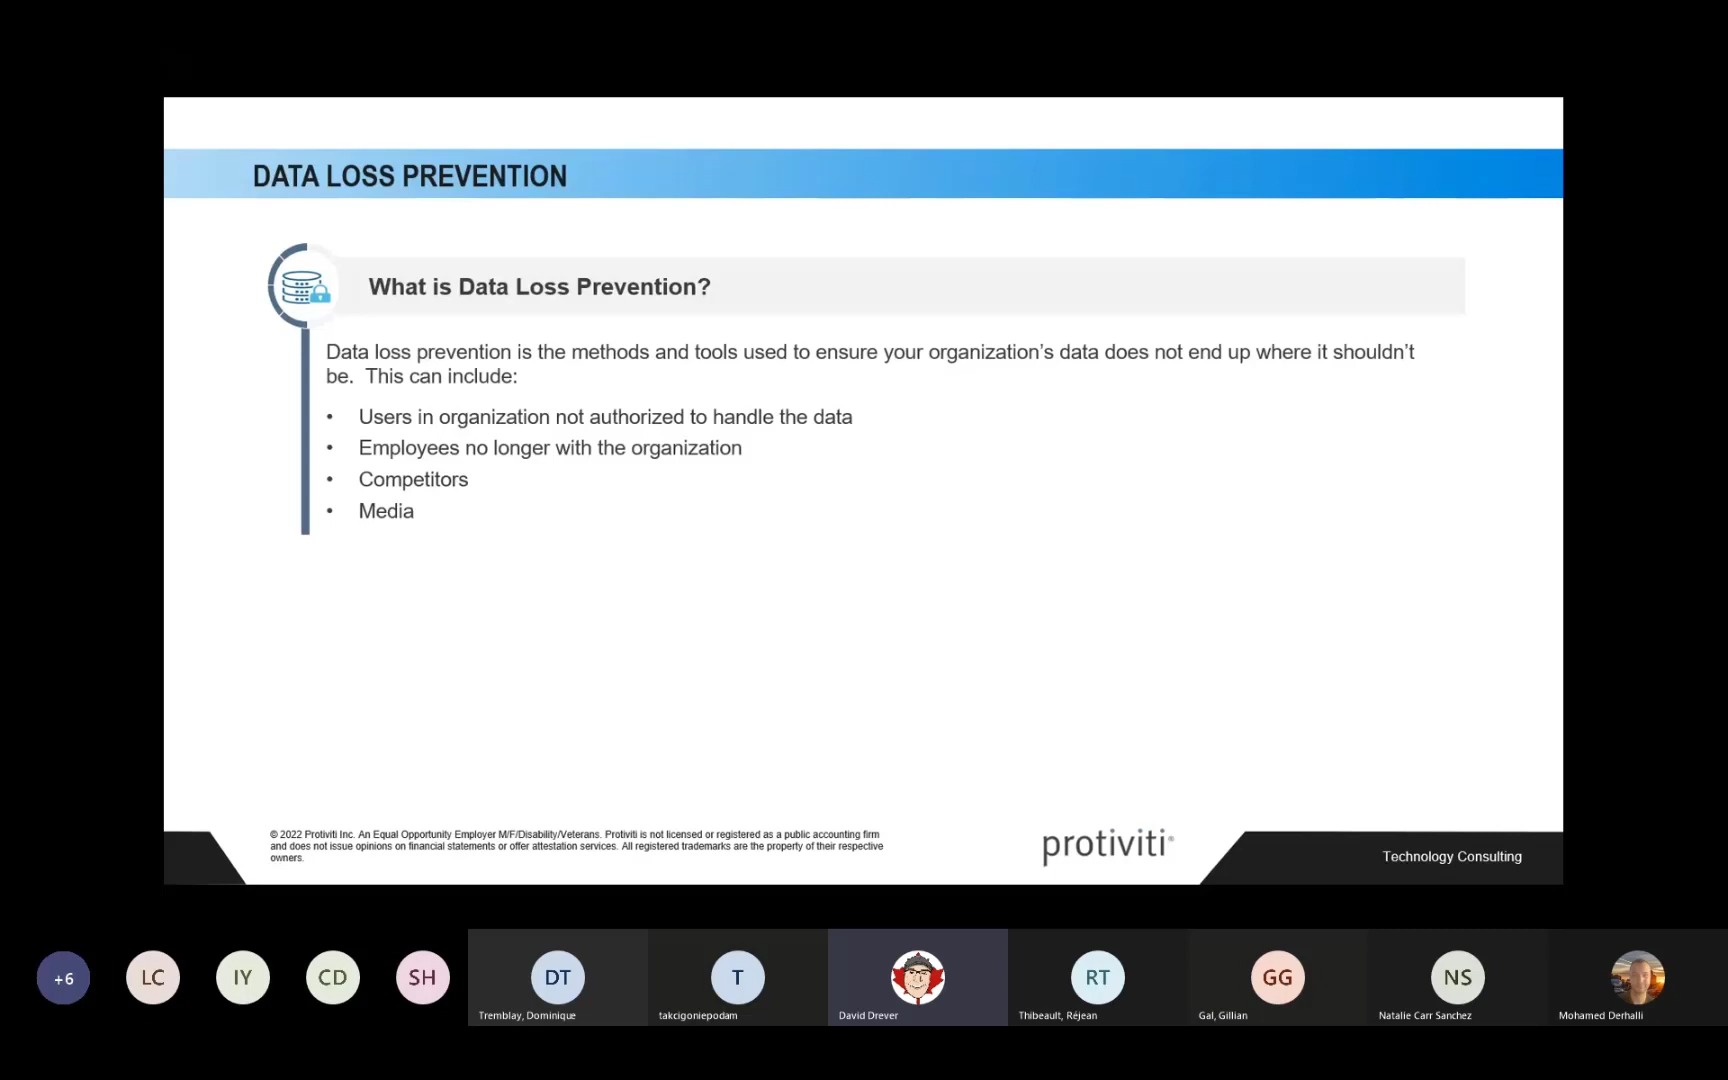 DATA LOSS PREVENTION
What is Data Loss Prevention?
Data loss prevention is the methods and tools used to ensure your organization's data does not end up where it shouldn't
be.  This can include:
• Users in organization not authorized to handle the data
• Employees no longer with the organization
• Competitors
• Media
© 2022 Protiviti Inc. An Equal Opportunity Employer M/F/Disability/Veterans. Protiviti is not licensed or registered as a public accounting firm
and does not issue opinions on financial statements or offer attestation services. All registered trademarks are the property of their respective
owners.
protiviti®
Technology Consulting
+6
LC
IY
CD
SH
DT
T
RT
GG
NS
Tremblay, Dominique
takcigoniepodam
David Drever
Thibeault, Réjean
Gal, Gillian
Natalie Carr Sanchez
Mohamed Derhalli